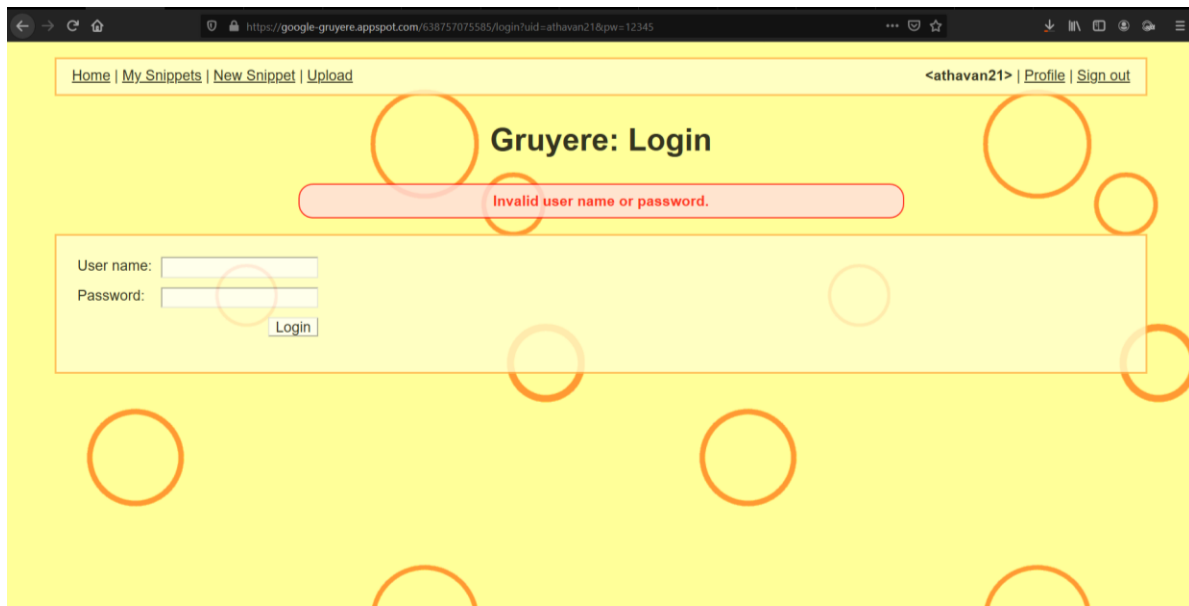 https://google-gruyere.appspot.com/638757075585/login?uid=athavan21&pw=12345
Home | My Snippets | New Snippet | Upload
<athavan21> | Profile | Sign out
Gruyere: Login
Invalid user name or password.
User name:
Password:
Login